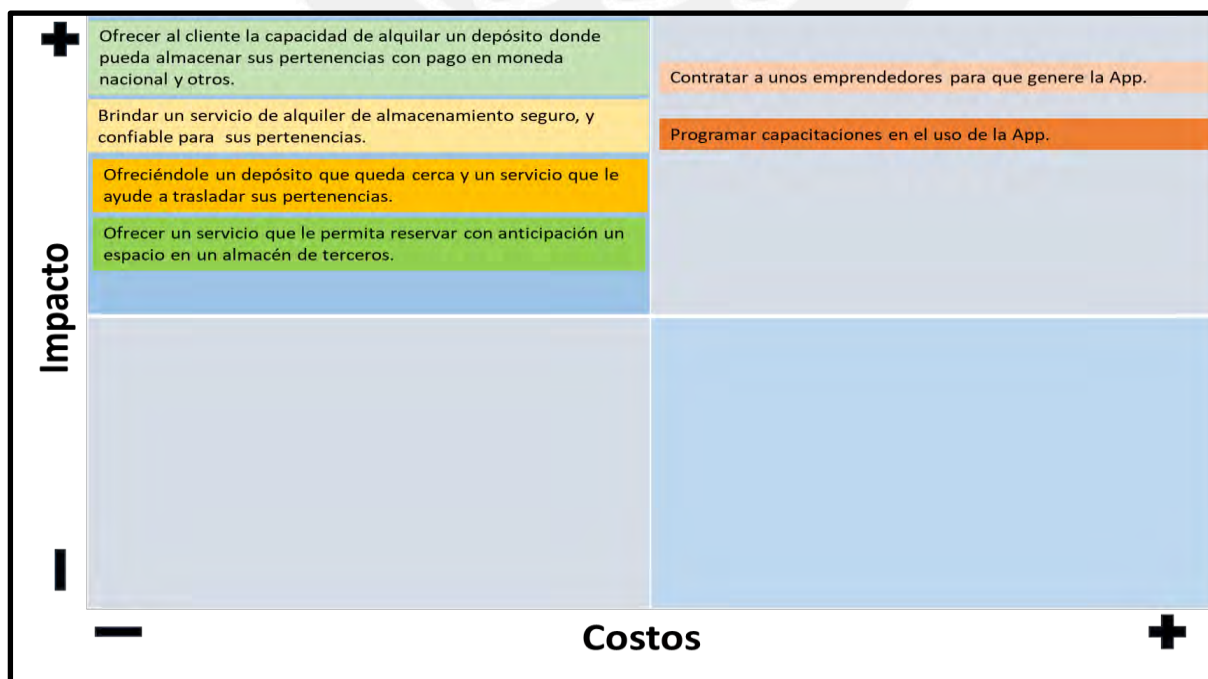 Ofrecer al cliente la capacidad de alquilar un depósito donde
pueda almacenar sus pertenencias con pago en moneda
nacional y otros.
Brindar un servicio de alquiler de almacenamiento seguro, y
confiable para sus pertenencias.
Ofreciéndole un depósito que queda cerca y un servicio que le
ayude a trasladar sus pertenencias.
Ofrecer un servicio que le permita reservar con anticipación un
espacio en un almacén de terceros.
Contratar a unos emprendedores para que genere la App.
Programar capacitaciones en el uso de la App.
Impacto
Costos